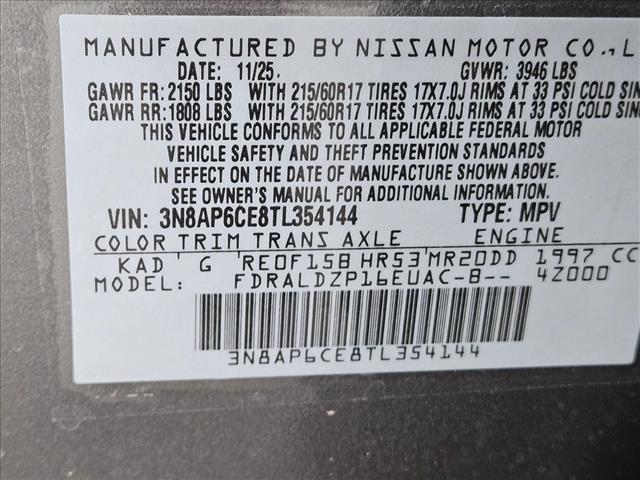 MANUFACTURED BY NISSAN MOTOR CO., L
DATE: 11/25. GVWR: 3946 LBS
GAWR FR: 2150 LBS WITH 215/60R17 TIRES 17X7.0J RIMS AT 33 PSI COLD SIN
GAWR RR: 1808 LBS WITH 215/60R17 TIRES 17X7.0J RIMS AT 33 PSI COLD SIN
THIS VEHICLE CONFORMS TO ALL APPLICABLE FEDERAL MOTOR
VEHICLE SAFETY AND THEFT PREVENTION STANDARDS
IN EFFECT ON THE DATE OF MANUFACTURE SHOWN ABOVE.
SEE OWNER'S MANUAL FOR ADDITIONAL INFORMATION.
VIN: 3N8AP6CE8TL354144 TYPE: MPV
COLOR TRIM TRANS AXLE ENGINE
KAD G RE0F15B HR53 MR20DD 1997 CC
MODEL: FDRALDZP16EUAC-B-- 4Z000
3N8AP6CE8TL354144